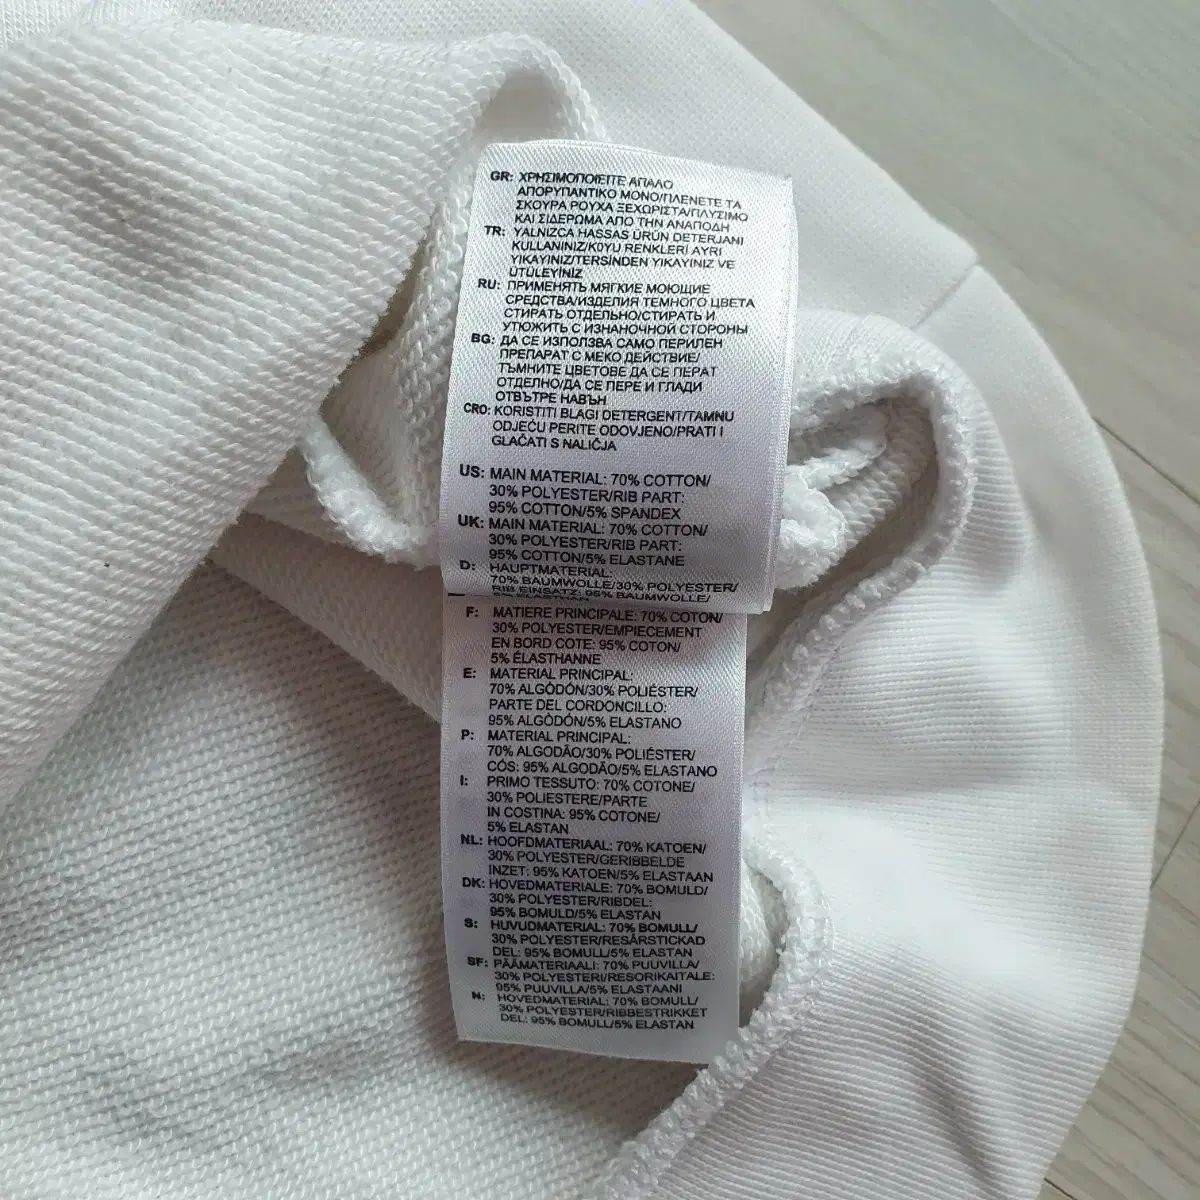 GR: ΧΡΗΣΙΜΟΠΟΙΕΙΤΕ ΑΠΑΛΟ
ΑΠΟΡΥΠΑΝΤΙΚΟ ΜΟΝΟ/ΠΛΕΝΕΤΕ ΤΑ
ΣΚΟΥΡΑ ΡΟΥΧΑ ΞΕΧΩΡΙΣΤΑ/ΠΛΥΣΙΜΟ
ΚΑΙ ΣΙΔΕΡΩΜΑ ΑΠΟ ΤΗΝ ΑΝΑΠΟΔΗ
TR: YALNIZCA HASSAS ÜRÜN DETERJANI
KULLANINIZ/KOYU RENKLERİ AYRI
YIKAYINIZ/TERSİNDEN YIKAYINIZ VE
ÜTÜLEYİNİZ
RU: ПРИМЕНЯТЬ МЯГКИЕ МОЮЩИЕ
СРЕДСТВА/ИЗДЕЛИЯ ТЕМНОГО ЦВЕТА
СТИРАТЬ ОТДЕЛЬНО/СТИРАТЬ И
УТЮЖИТЬ С ИЗНАНОЧНОЙ СТОРОНЫ
BG: ДА СЕ ИЗПОЛЗВА САМО ПЕРИЛЕН
ПРЕПАРАТ С МЕКО ДЕЙСТВИЕ/
ТЪМНИТЕ ЦВЕТОВЕ ДА СЕ ПЕРАТ
ОТДЕЛНО/ДА СЕ ПЕРЕ И ГЛАДИ
ОТВЪТРЕ НАВЪН
CRO: KORISTITI BLAGI DETERGENT/TAMNU
ODJEĆU PERITE ODOVJENO/PRATI I
GLAČATI S NALIČJA
US: MAIN MATERIAL: 70% COTTON/
30% POLYESTER/RIB PART:
95% COTTON/5% SPANDEX
UK: MAIN MATERIAL: 70% COTTON/
30% POLYESTER/RIB PART:
95% COTTON/5% ELASTANE
D: HAUPTMATERIAL:
70% BAUMWOLLE/30% POLYESTER/
RIB EINSATZ: 95% BAUMWOLLE/
5% ELASTHAN
F: MATIERE PRINCIPALE: 70% COTON/
30% POLYESTER/EMPIECEMENT
EN BORD COTE: 95% COTON/
5% ÉLASTHANNE
E: MATERIAL PRINCIPAL:
70% ALGODÓN/30% POLIÉSTER/
PARTE DEL CORDONCILLO:
95% ALGODÓN/5% ELASTANO
P: MATERIAL PRINCIPAL:
70% ALGODÃO/30% POLIÉSTER/
CÓS: 95% ALGODÃO/5% ELASTANO
I: PRIMO TESSUTO: 70% COTONE/
30% POLIESTERE/PARTE
IN COSTINA: 95% COTONE/
5% ELASTAN
NL: HOOFDMATERIAAL: 70% KATOEN/
30% POLYESTER/GERIBBELDE
INZET: 95% KATOEN/5% ELASTAAN
DK: HOVEDMATERIALE: 70% BOMULD/
30% POLYESTER/RIBDEL:
95% BOMULD/5% ELASTAN
S: HUVUDMATERIAL: 70% BOMULL/
30% POLYESTER/RESÅRSTICKAD
DEL: 95% BOMULL/5% ELASTAN
SF: PÄÄMATERIAALI: 70% PUUVILLA/
30% POLYESTERI/RESORIKAITALE:
95% PUUVILLA/5% ELASTAANI
N: HOVEDMATERIAL: 70% BOMULL/
30% POLYESTER/RIBBESTRIKKET
DEL: 95% BOMULL/5% ELASTAN